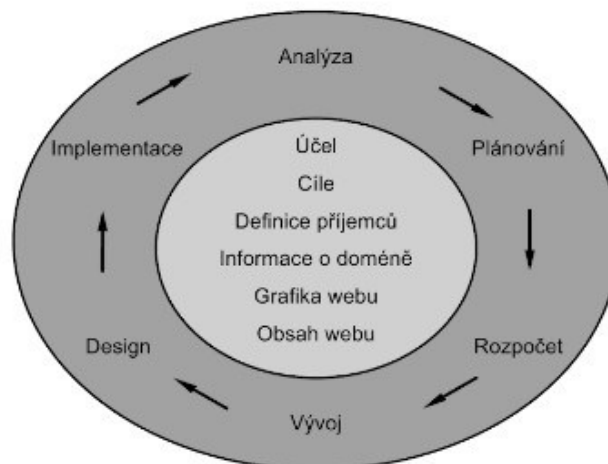 Analýza
Implementace
Plánování
Účel
Cíle
Definice příjemců
Informace o doméně
Grafika webu
Obsah webu
Design
Rozpočet
Vývoj